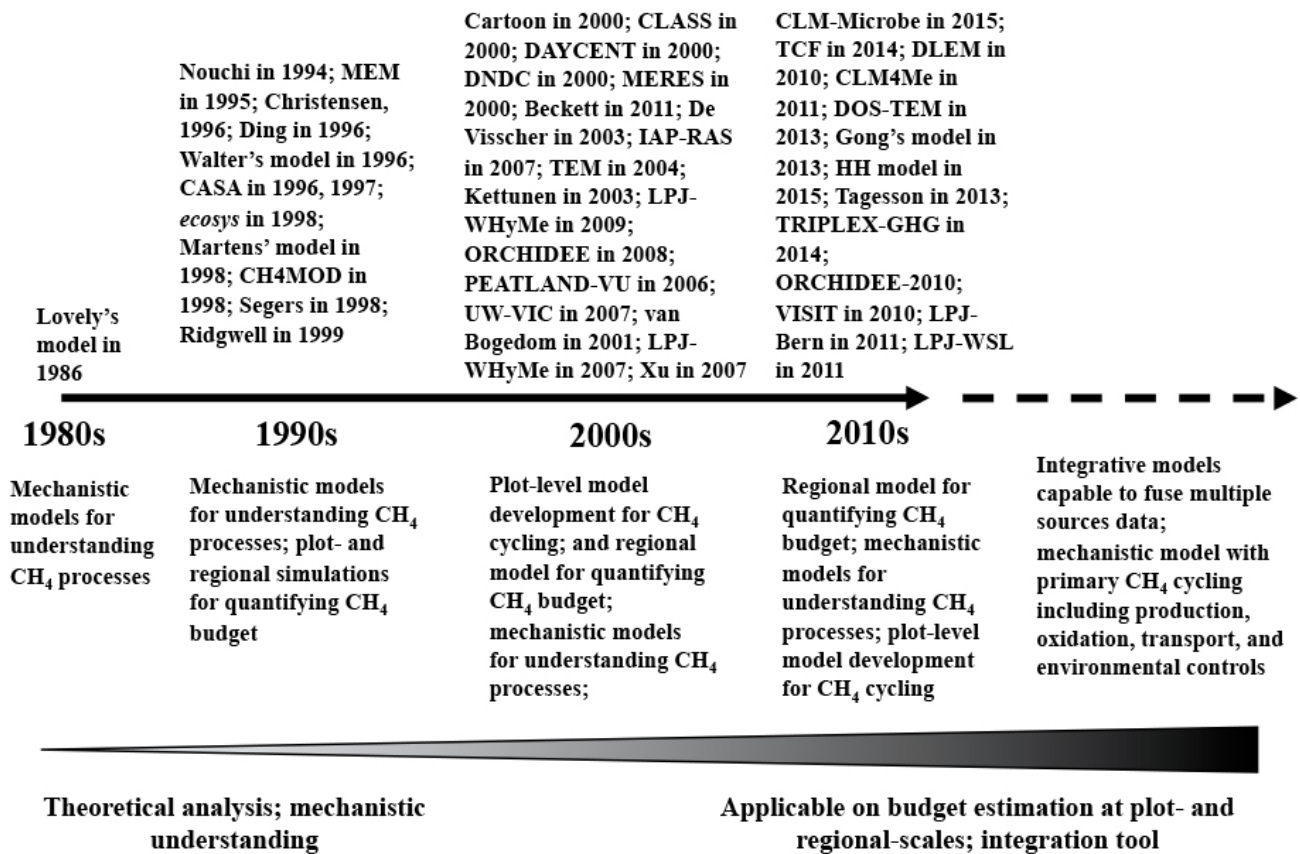 Lovely’s
model in
1986
Nouchi in 1994; MEM
in 1995; Christensen,
1996; Ding in 1996;
Walter’s model in 1996;
CASA in 1996, 1997;
ecosys in 1998;
Martens’ model in
1998; CH4MOD in
1998; Segers in 1998;
Ridgwell in 1999
Cartoon in 2000; CLASS in
2000; DAYCENT in 2000;
DNDC in 2000; MERES in
2000; Beckett in 2011; De
Visscher in 2003; IAP-RAS
in 2007; TEM in 2004;
Kettunen in 2003; LPJ-
WHyMe in 2009;
ORCHIDEE in 2008;
PEATLAND-VU in 2006;
UW-VIC in 2007; van
Bogedom in 2001; LPJ-
WHyMe in 2007; Xu in 2007
CLM-Microbe in 2015;
TCF in 2014; DLEM in
2010; CLM4Me in
2011; DOS-TEM in
2013; Gong’s model in
2013; HH model in
2015; Tagesson in 2013;
TRIPLEX-GHG in
2014;
ORCHIDEE-2010;
VISIT in 2010; LPJ-
Bern in 2011; LPJ-WSL
in 2011
1980s
1990s
2000s
2010s
Mechanistic
models for
understanding
CH₄ processes
Mechanistic models
for understanding CH₄
processes; plot- and
regional simulations
for quantifying CH₄
budget
Plot-level model
development for CH₄
cycling; and regional
model for quantifying
CH₄ budget;
mechanistic models
for understanding CH₄
processes;
Regional model for
quantifying CH₄
budget; mechanistic
models for
understanding CH₄
processes; plot-level
model development
for CH₄ cycling
Integrative models
capable to fuse multiple
sources data;
mechanistic model with
primary CH₄ cycling
including production,
oxidation, transport, and
environmental controls
Theoretical analysis; mechanistic
understanding
Applicable on budget estimation at plot- and
regional-scales; integration tool